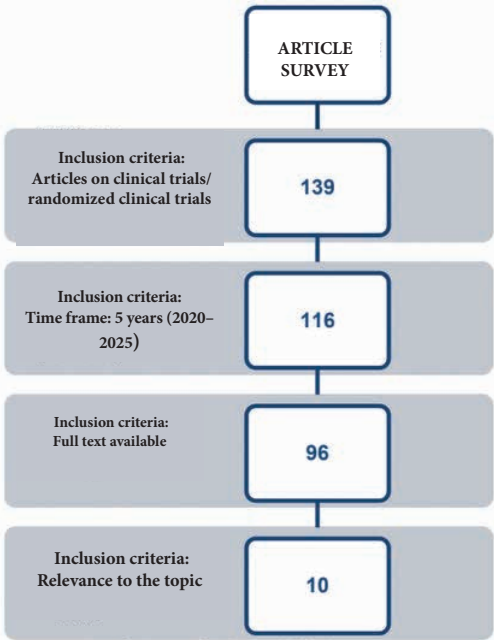 ARTICLE
SURVEY
Inclusion criteria:
Articles on clinical trials/
randomized clinical trials
139
Inclusion criteria:
Time frame: 5 years (2020–
2025)
116
Inclusion criteria:
Full text available
96
Inclusion criteria:
Relevance to the topic
10